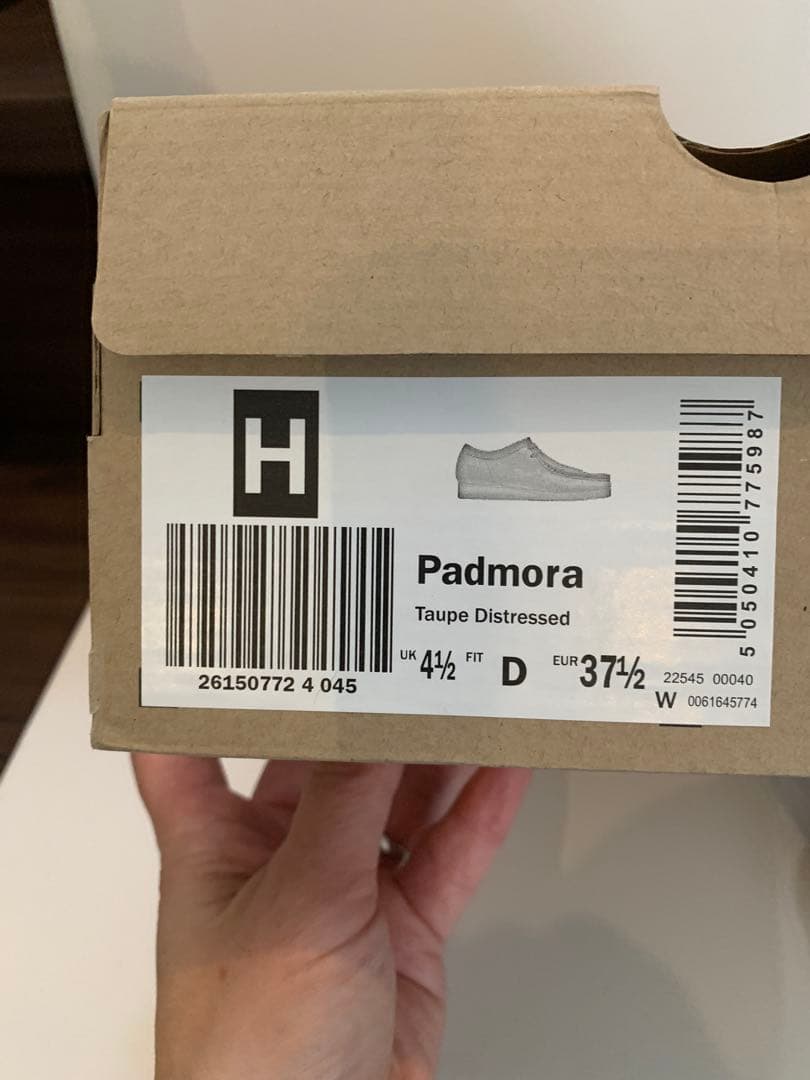 H
26150772 4 045
Padmora
Taupe Distressed
UK 4½ FIT D EUR 37½
22545 00040
W 0061645774
5 050410 775987